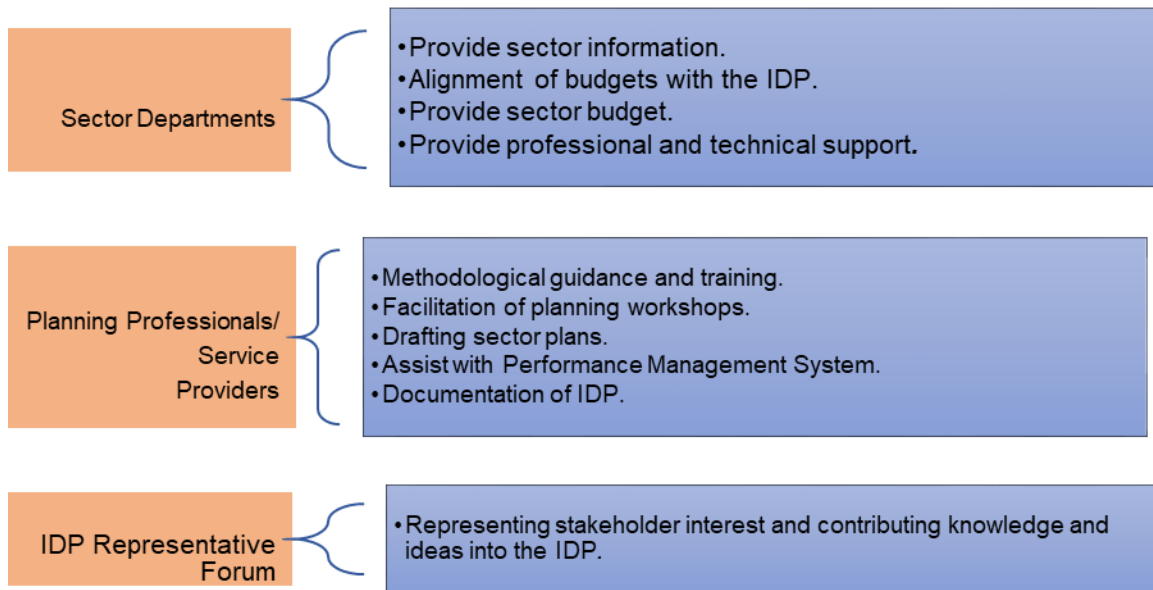 Sector Departments
•Provide sector information.
•Alignment of budgets with the IDP.
•Provide sector budget.
•Provide professional and technical support.
Planning Professionals/
Service
Providers
•Methodological guidance and training.
•Facilitation of planning workshops.
•Drafting sector plans.
•Assist with Performance Management System.
•Documentation of IDP.
IDP Representative
Forum
•Representing stakeholder interest and contributing knowledge and
ideas into the IDP.